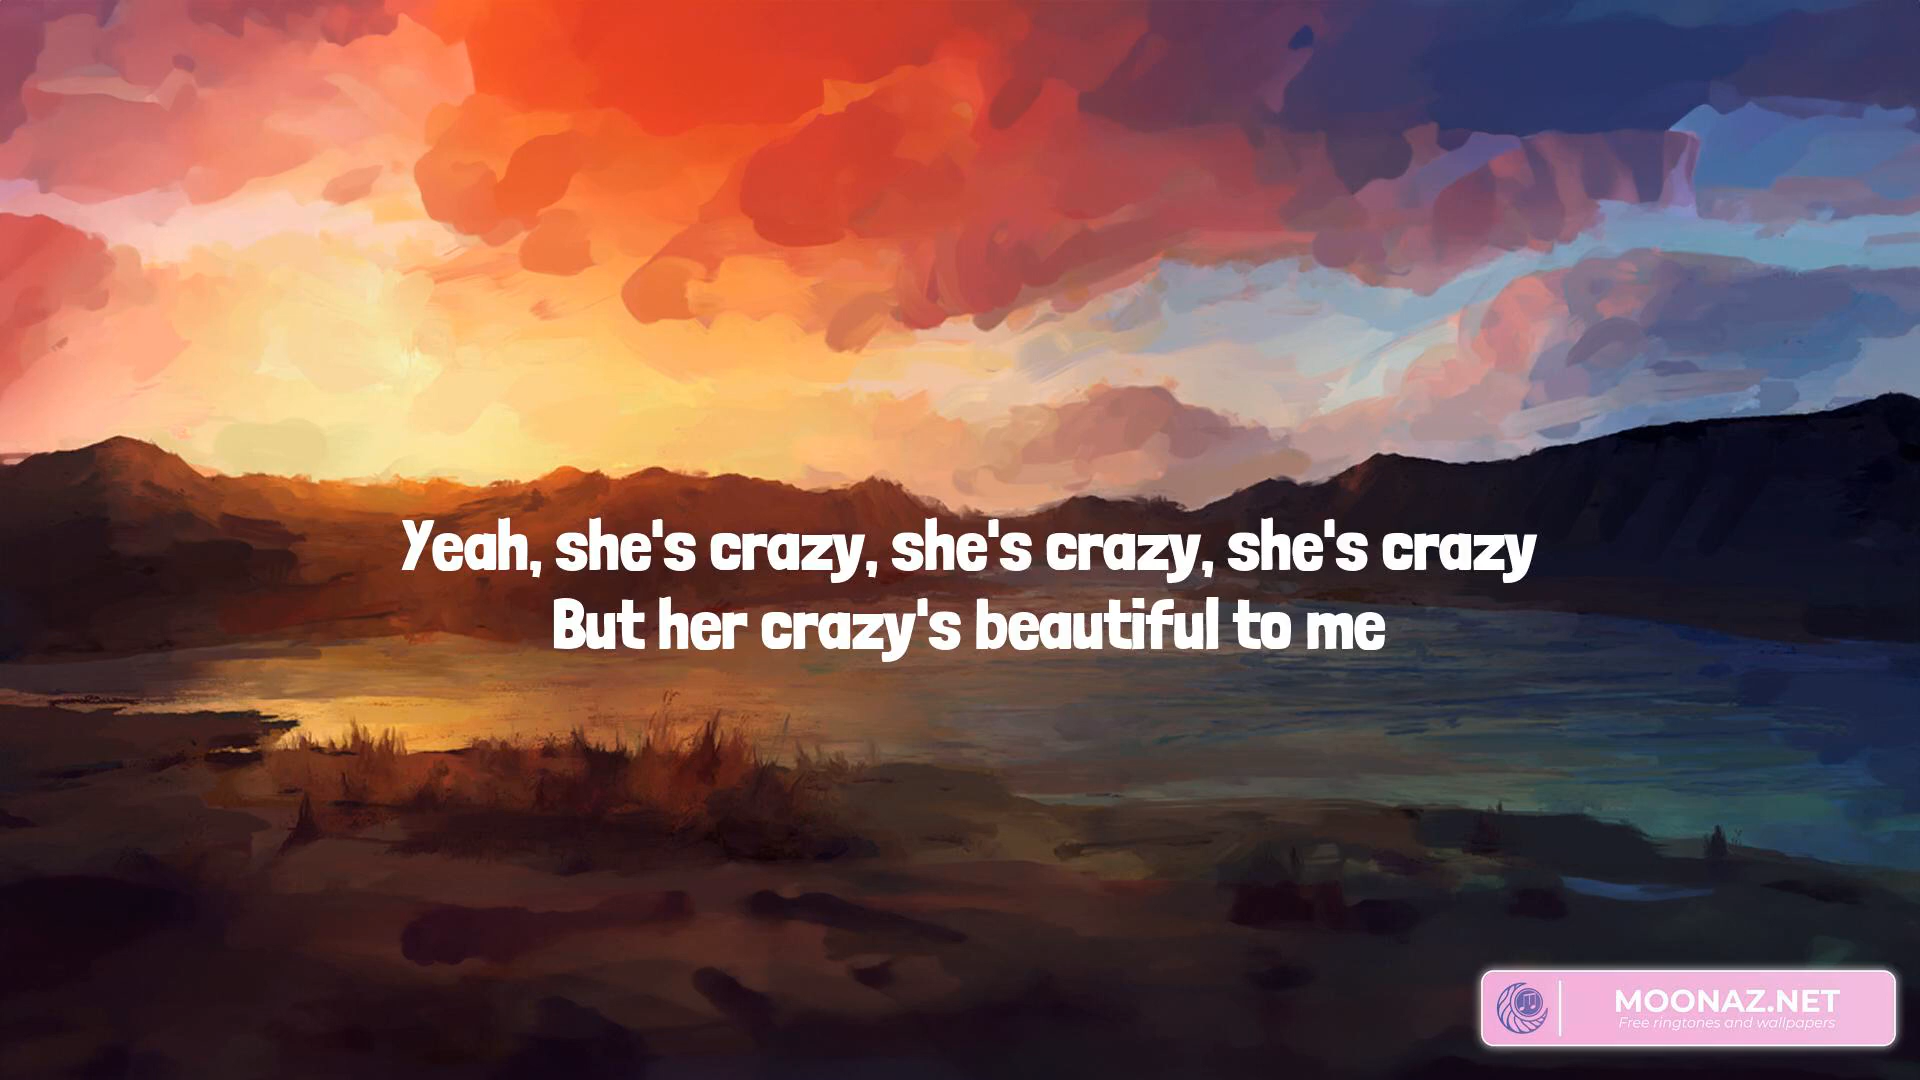 Yeah, she's crazy, she's crazy, she's crazy
But her crazy's beautiful to me
MOONAZ.NET
Free ringtones and wallpapers